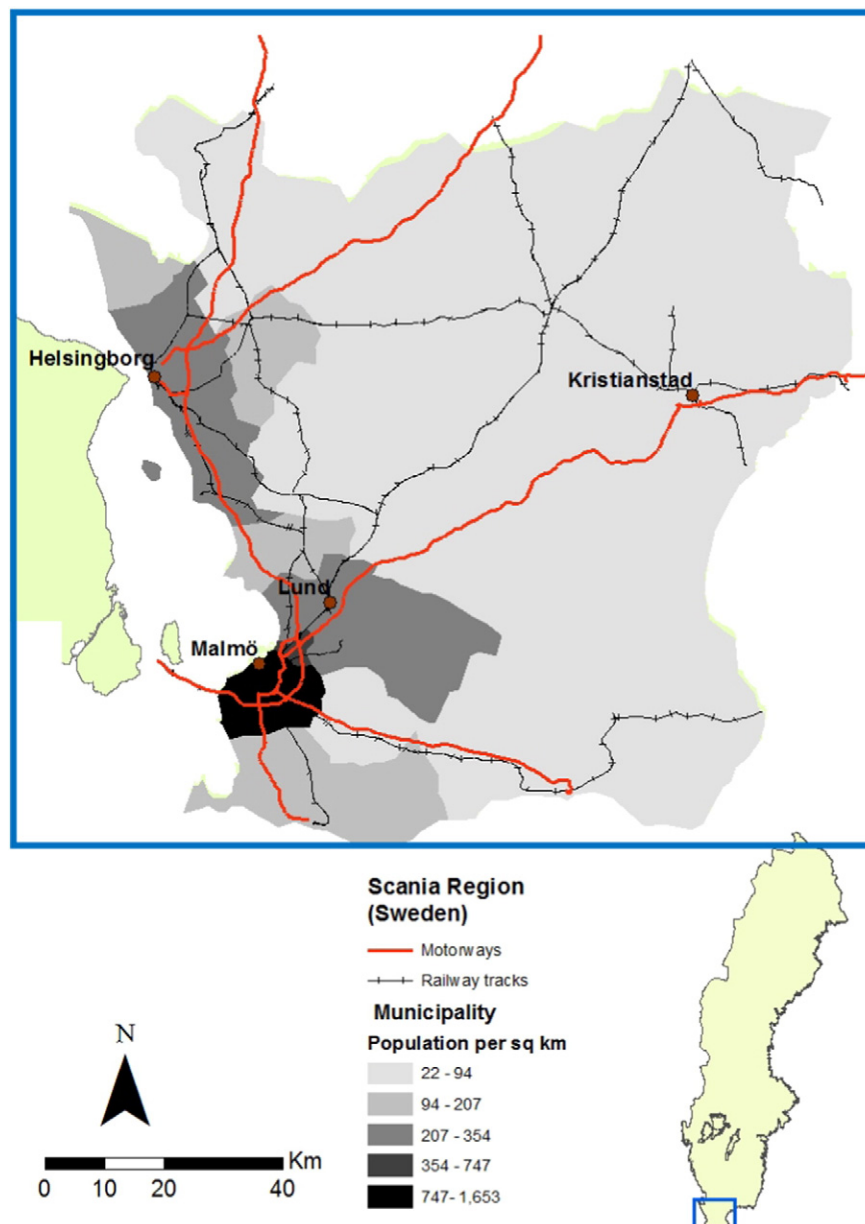 Helsingborg
Kristianstad
Lund
Malmö
Scania Region
(Sweden)
Motorways
Railway tracks
Municipality
Population per sq km
22 - 94
94 - 207
207 - 354
354 - 747
747- 1,653
N
Km
0 10 20 40